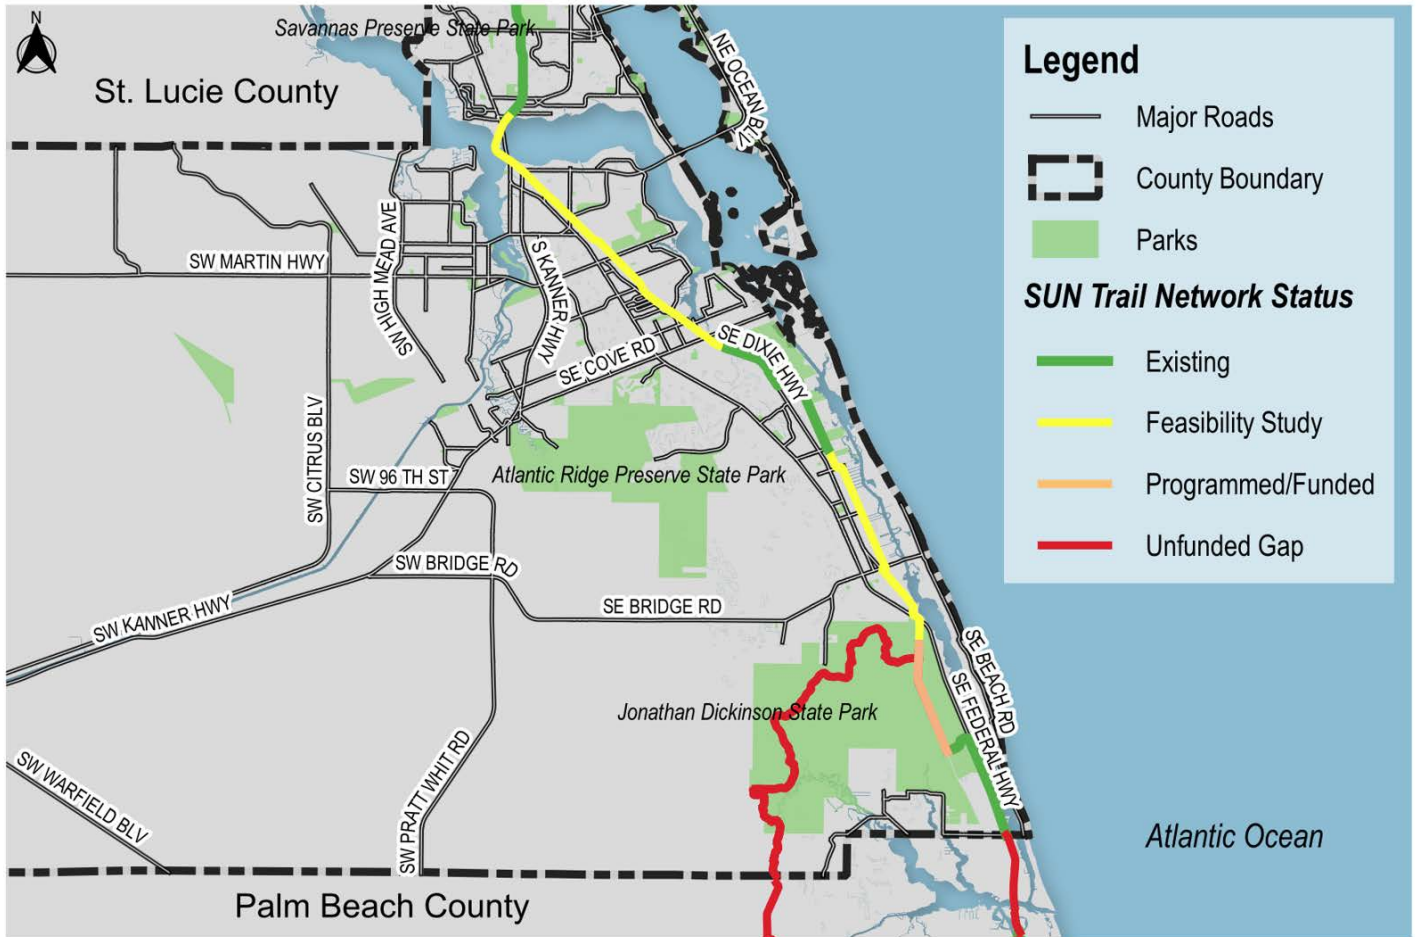 N
Savannas Preserve State Park
St. Lucie County
NE OCEAN BLV
Legend
Major Roads
County Boundary
Parks
SUN Trail Network Status
Existing
Feasibility Study
Programmed/Funded
Unfunded Gap
SW MARTIN HWY
SW HIGH MEAD AVE
S KANNER HWY
SE COVE RD
SE DIXIE HWY
SW CITRUS BLV
SW 96 TH ST
Atlantic Ridge Preserve State Park
SW BRIDGE RD
SE BRIDGE RD
SW KANNER HWY
SE BEACH RD
SE FEDERAL HWY
Jonathan Dickinson State Park
SW WARFIELD BLV
SW PRATT WHIT RD
Atlantic Ocean
Palm Beach County